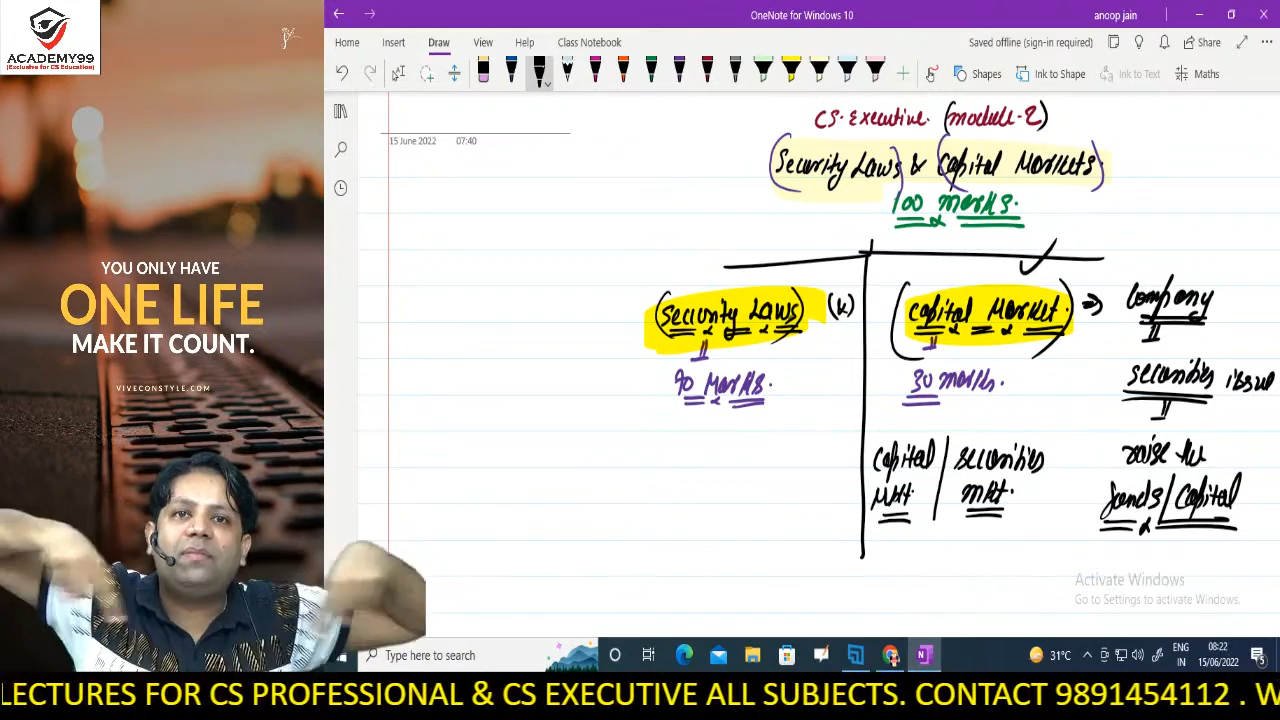 ACADEMY99
(Exclusive for CS Education)
YOU ONLY HAVE
ONE LIFE
MAKE IT COUNT.
VIVECONSTYLE.COM
OneNote for Windows 10
anoop jain
Home Insert Draw View Help Class Notebook
Saved offline (sign-in required)
Share
Shapes
Ink to Shape
Ink to Text
Maths
15 June 2022 07:40
CS-Executive (module-2)
(Security Laws) & (Capital Markets)
100 marks.
(Security Laws) (k)
70 Marks.
(Capital Market. ) ⇒ company
30 marks.
securities issue
capital MKt. | securities MKt.
raise the
funds / Capital
Activate Windows
Go to Settings to activate Windows.
Type here to search
31°C
ENG
IN
08:22
15/06/2022
5
LECTURES FOR CS PROFESSIONAL & CS EXECUTIVE ALL SUBJECTS. CONTACT 9891454112 . W